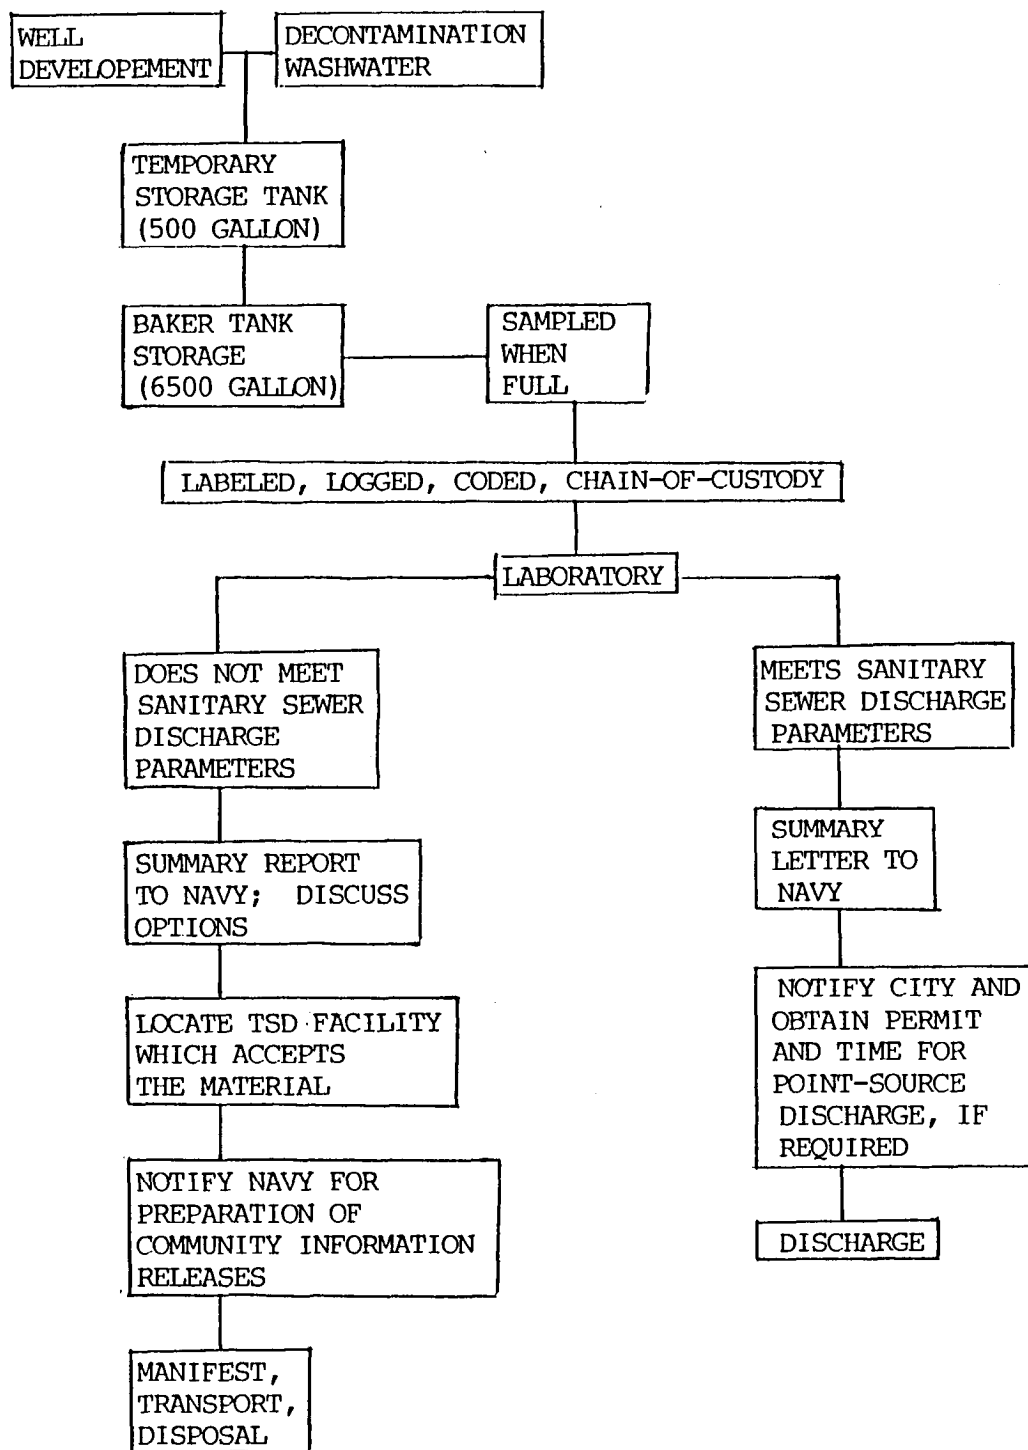 WELL
DEVELOPEMENT
DECONTAMINATION
WASHWATER
TEMPORARY
STORAGE TANK
(500 GALLON)
BAKER TANK
STORAGE
(6500 GALLON)
SAMPLED
WHEN
FULL
LABELED, LOGGED, CODED, CHAIN-OF-CUSTODY
LABORATORY
DOES NOT MEET
SANITARY SEWER
DISCHARGE
PARAMETERS
SUMMARY REPORT
TO NAVY; DISCUSS
OPTIONS
LOCATE TSD FACILITY
WHICH ACCEPTS
THE MATERIAL
NOTIFY NAVY FOR
PREPARATION OF
COMMUNITY INFORMATION
RELEASES
MANIFEST,
TRANSPORT,
DISPOSAL
MEETS SANITARY
SEWER DISCHARGE
PARAMETERS
SUMMARY
LETTER TO
NAVY
NOTIFY CITY AND
OBTAIN PERMIT
AND TIME FOR
POINT-SOURCE
DISCHARGE, IF
REQUIRED
DISCHARGE